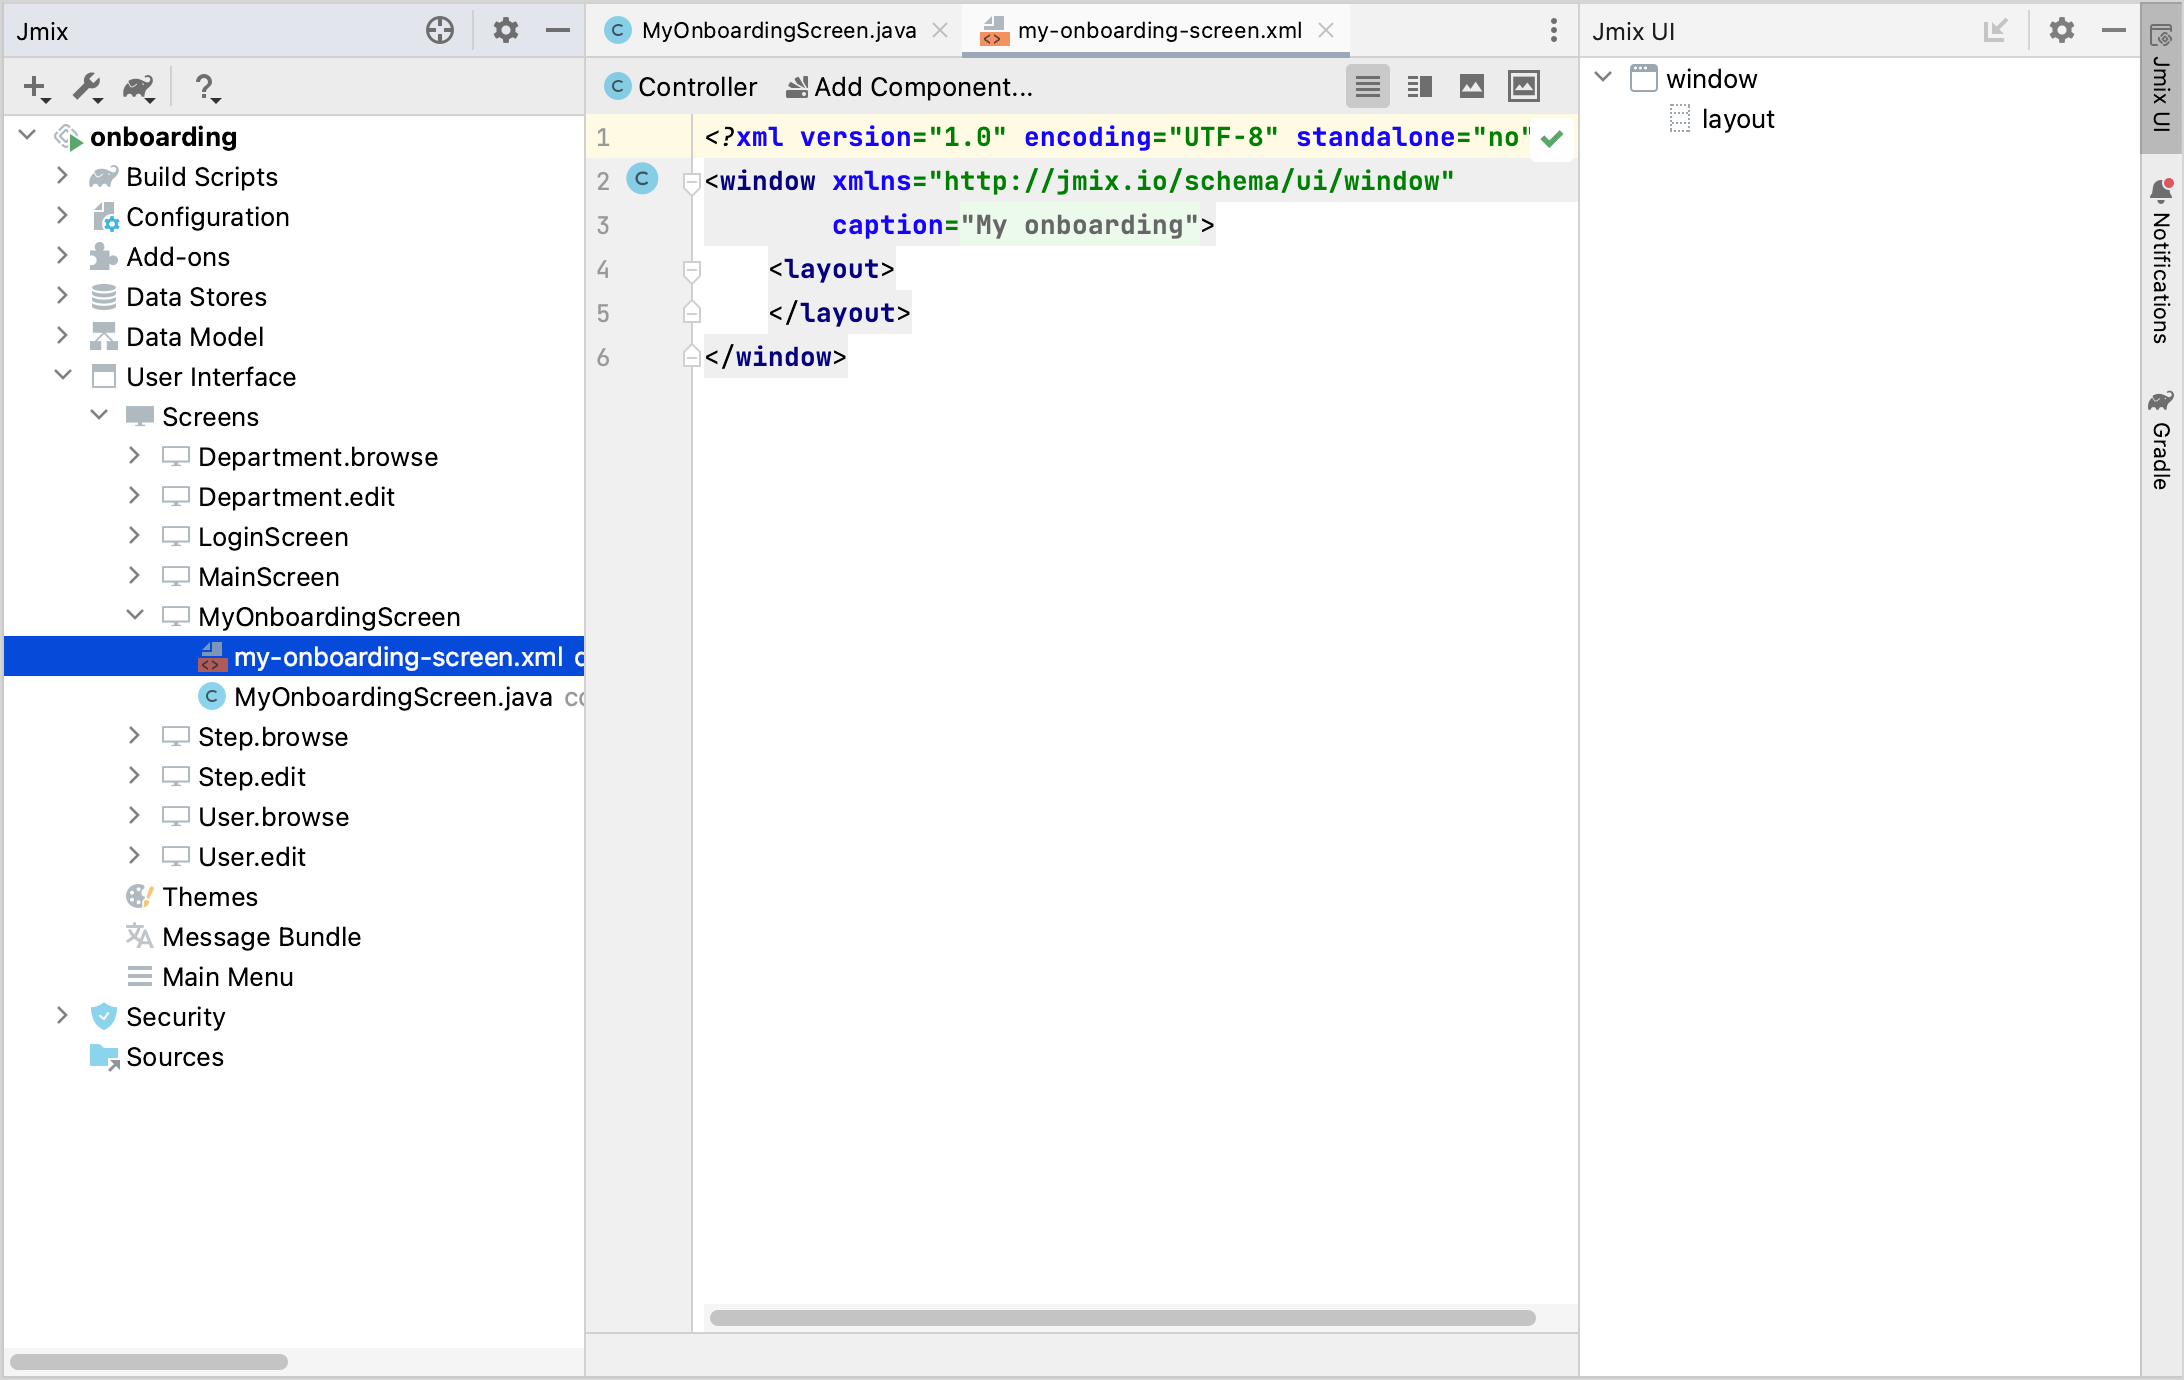 Jmix
onboarding
Build Scripts
Configuration
Add-ons
Data Stores
Data Model
User Interface
Screens
Department.browse
Department.edit
LoginScreen
MainScreen
MyOnboardingScreen
my-onboarding-screen.xml
MyOnboardingScreen.java
Step.browse
Step.edit
User.browse
User.edit
Themes
Message Bundle
Main Menu
Security
Sources
MyOnboardingScreen.java
my-onboarding-screen.xml
Controller
Add Component...
1 <?xml version="1.0" encoding="UTF-8" standalone="no"
2 <window xmlns="http://jmix.io/schema/ui/window"
3 caption="My onboarding">
4 <layout>
5 </layout>
6 </window>
Jmix UI
window
layout
Jmix UI
Notifications
Gradle